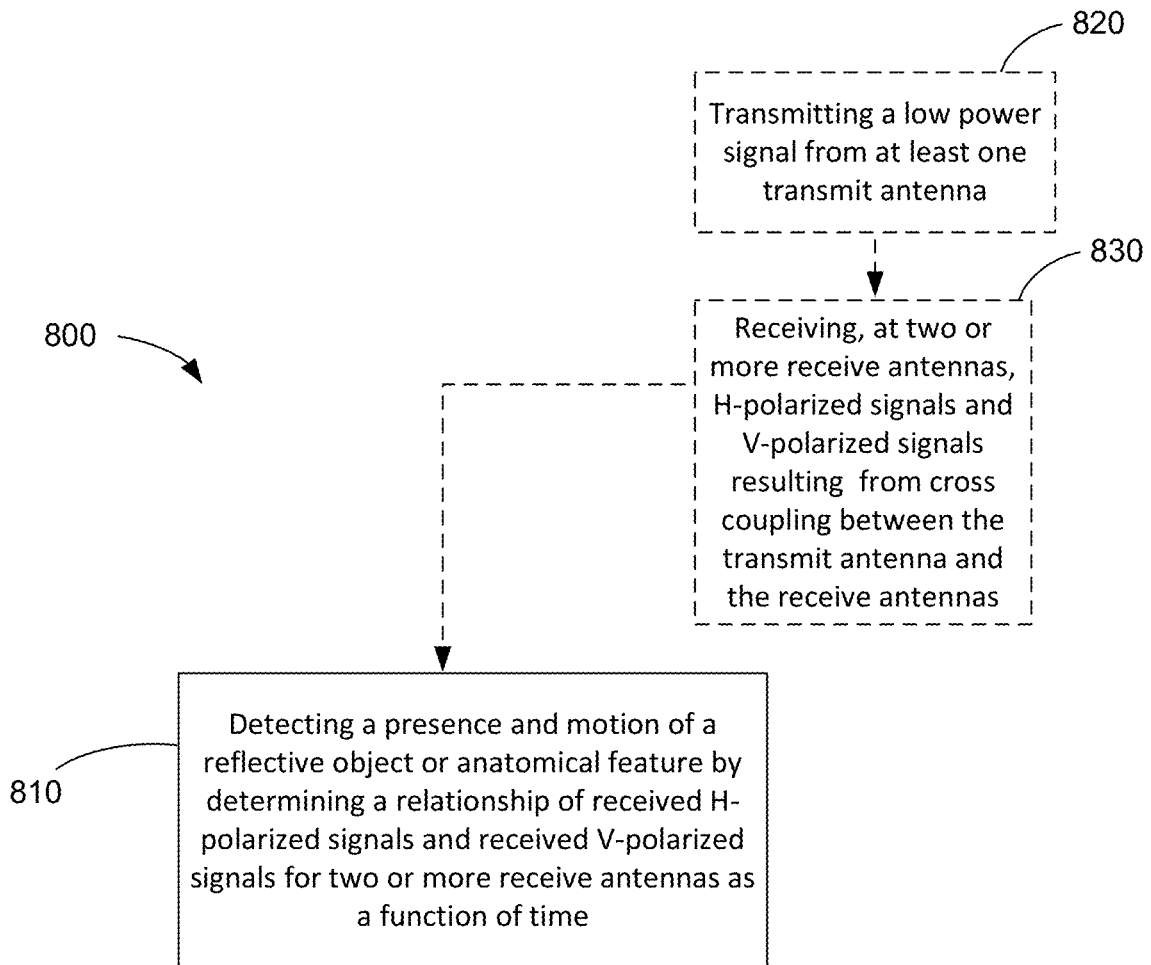 820
Transmitting a low power
signal from at least one
transmit antenna
830
Receiving, at two or
more receive antennas,
H-polarized signals and
V-polarized signals
resulting from cross
coupling between the
transmit antenna and
the receive antennas
800
Detecting a presence and motion of a
reflective object or anatomical feature by
determining a relationship of received H-
polarized signals and received V-polarized
signals for two or more receive antennas as
a function of time
810